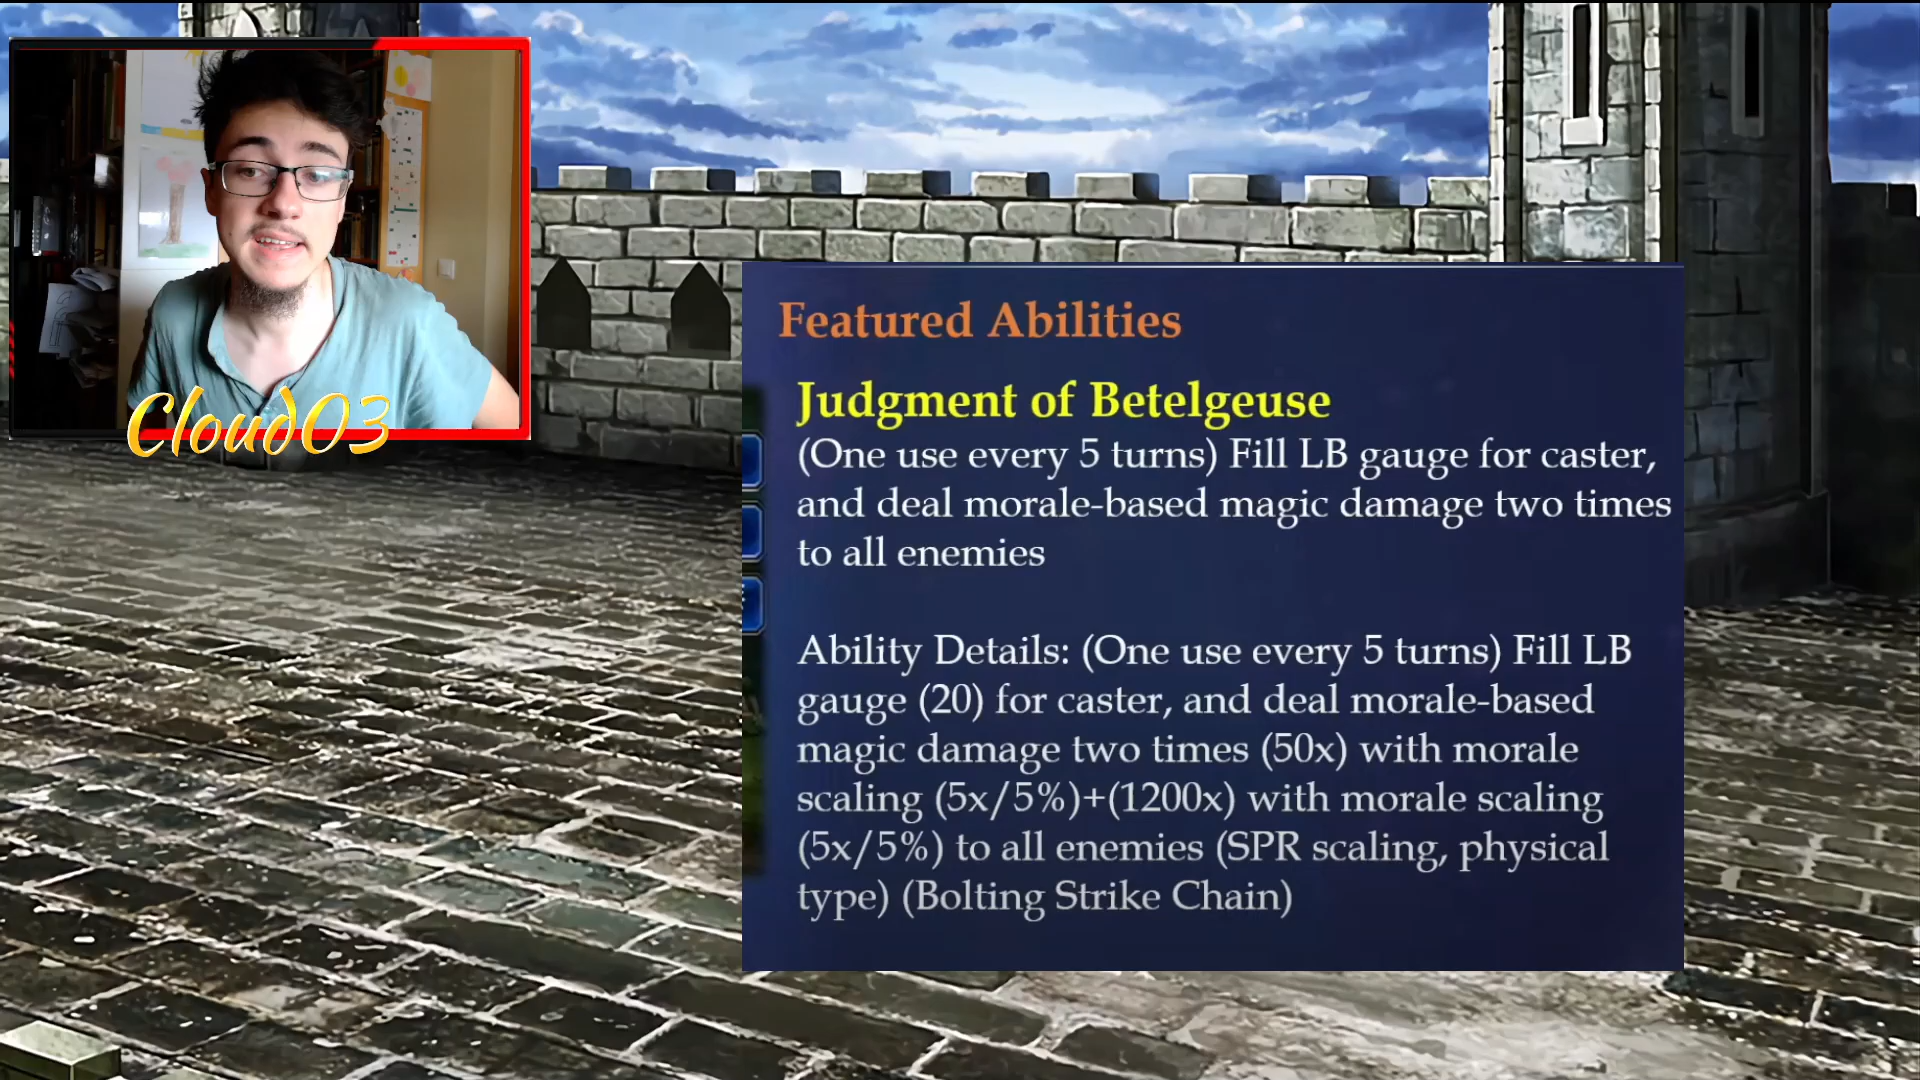 Cloud03
Featured Abilities
Judgment of Betelgeuse
(One use every 5 turns) Fill LB gauge for caster,
and deal morale-based magic damage two times
to all enemies
Ability Details: (One use every 5 turns) Fill LB
gauge (20) for caster, and deal morale-based
magic damage two times (50x) with morale
scaling (5x/5%)+(1200x) with morale scaling
(5x/5%) to all enemies (SPR scaling, physical
type) (Bolting Strike Chain)